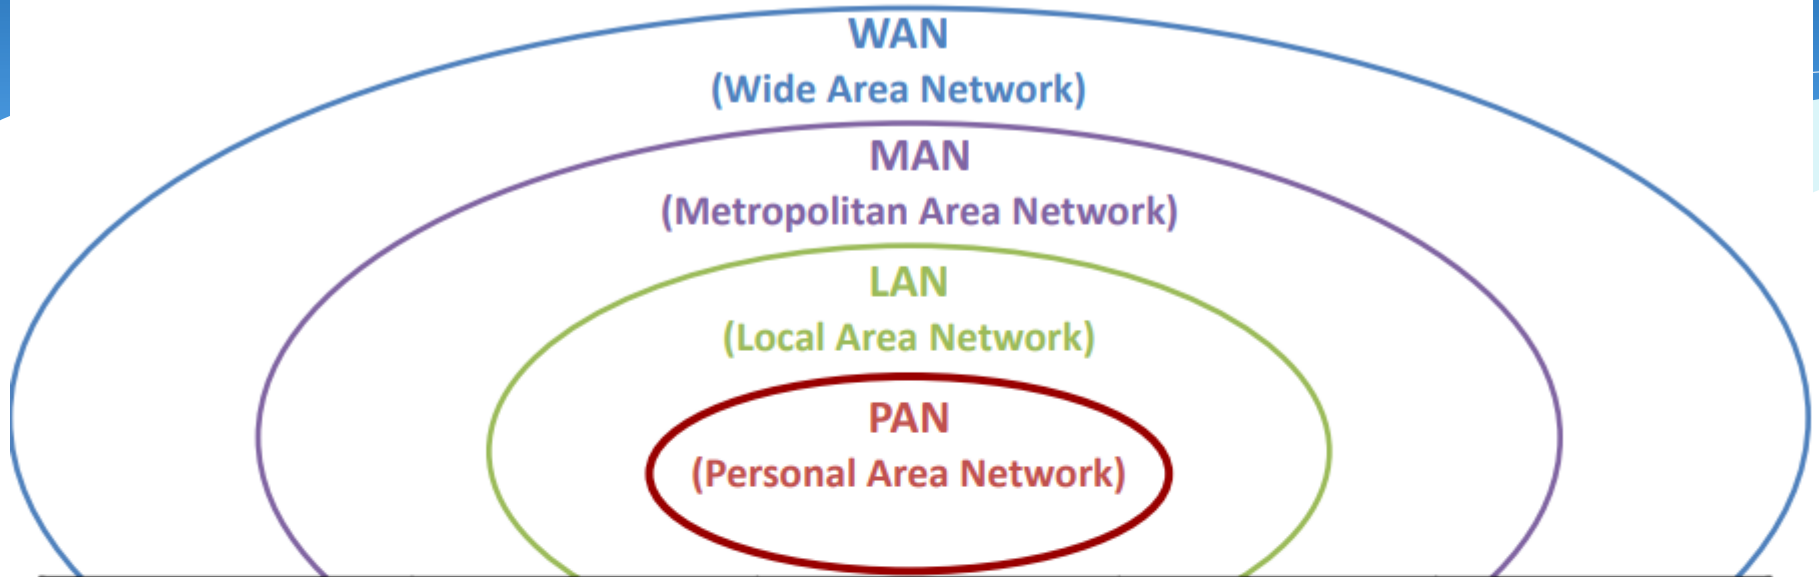 WAN
(Wide Area Network)
MAN
(Metropolitan Area Network)
LAN
(Local Area Network)
PAN
(Personal Area Network)